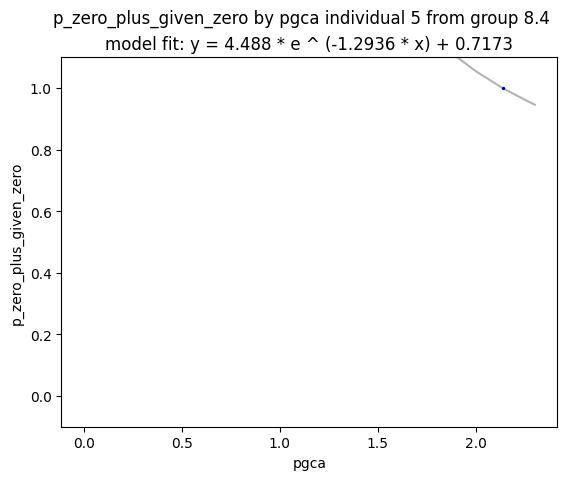 p_zero_plus_given_zero by pgca individual 5 from group 8.4
model fit: y = 4.488 * e ^ (-1.2936 * x) + 0.7173
p_zero_plus_given_zero
1.0
0.8
0.6
0.4
0.2
0.0
0.0 0.5 1.0 1.5 2.0
pgca